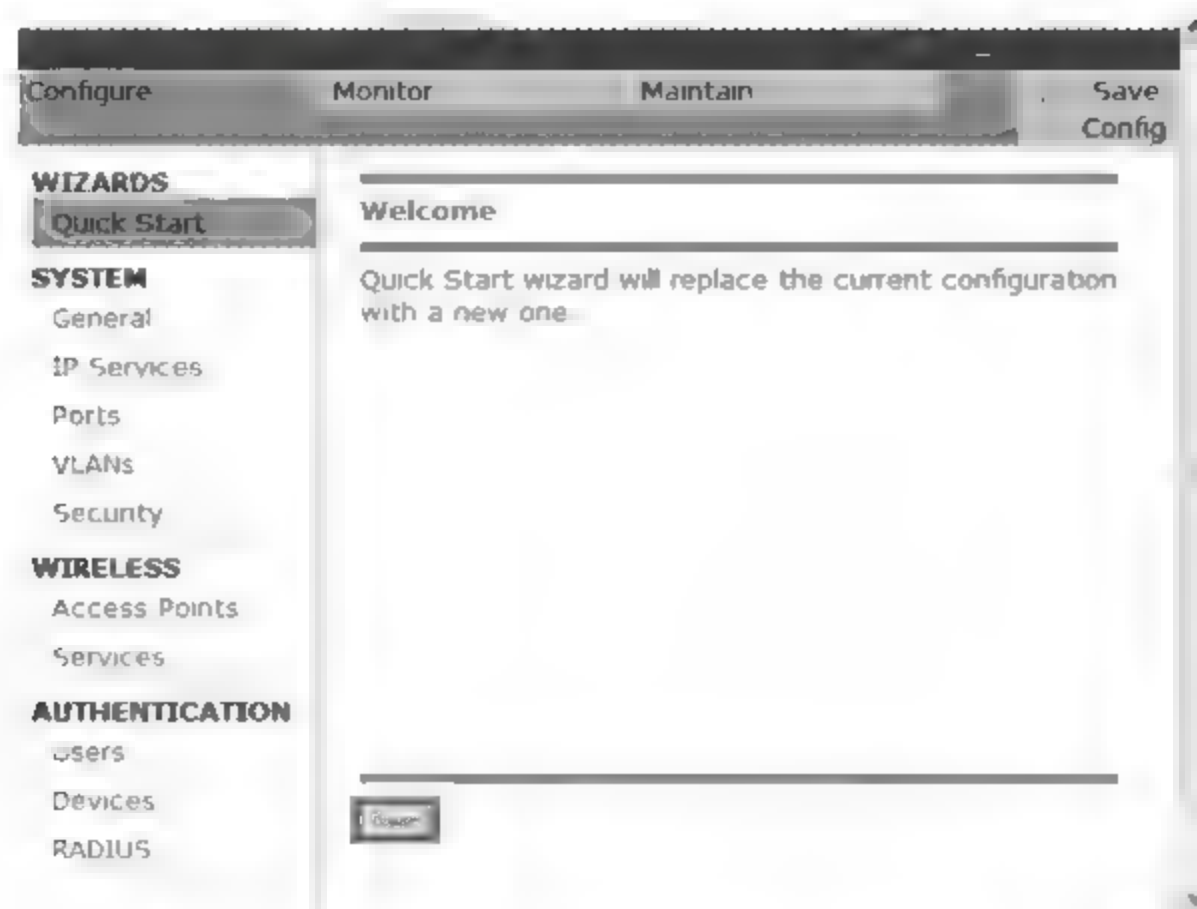 Configure Monitor Maintain Save
Config
WIZARDS
Quick Start
SYSTEM
General
IP Services
Ports
VLANs
Security
WIRELESS
Access Points
Services
AUTHENTICATION
Users
Devices
RADIUS
Welcome
Quick Start wizard will replace the current configuration
with a new one